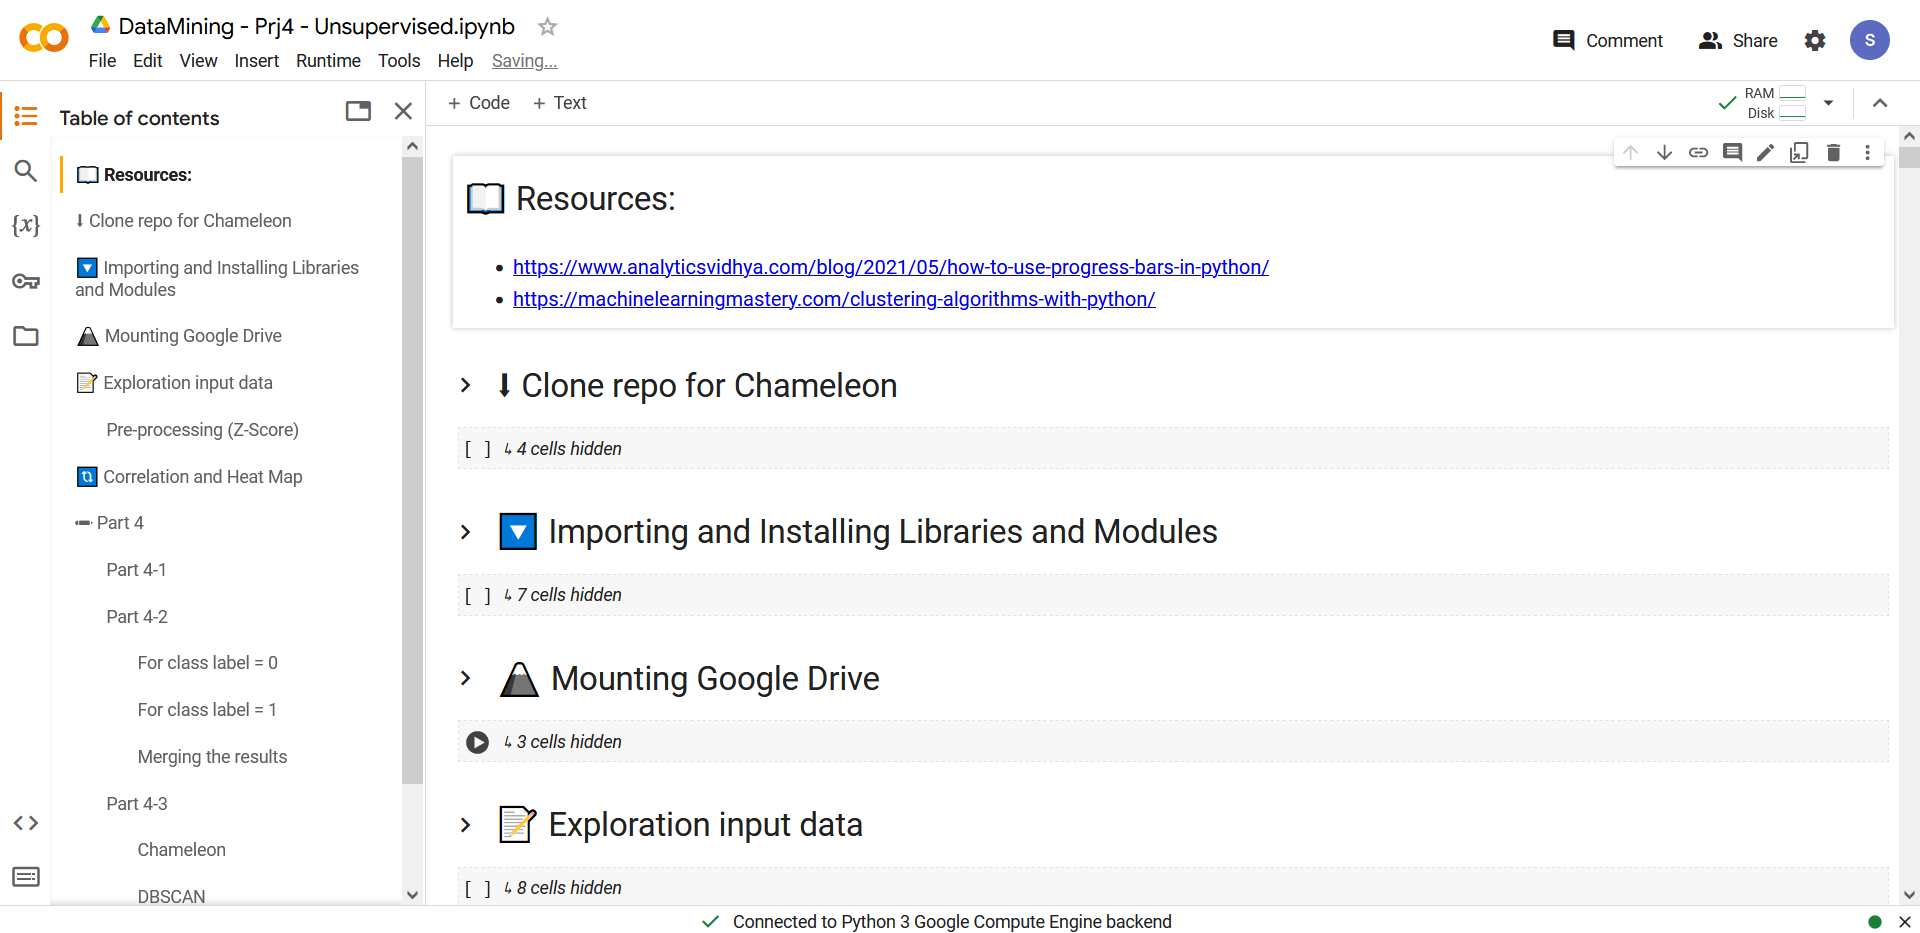 DataMining - Prj4 - Unsupervised.ipynb
File Edit View Insert Runtime Tools Help Saving...
Comment
Share
S
Table of contents
Resources:
Clone repo for Chameleon
Importing and Installing Libraries
and Modules
Mounting Google Drive
Exploration input data
Pre-processing (Z-Score)
Correlation and Heat Map
Part 4
Part 4-1
Part 4-2
For class label = 0
For class label = 1
Merging the results
Part 4-3
Chameleon
DBSCAN
+ Code + Text
RAM
Disk
Resources:
• https://www.analyticsvidhya.com/blog/2021/05/how-to-use-progress-bars-in-python/
• https://machinelearningmastery.com/clustering-algorithms-with-python/
Clone repo for Chameleon
[ ] ↳ 4 cells hidden
Importing and Installing Libraries and Modules
[ ] ↳ 7 cells hidden
Mounting Google Drive
↳ 3 cells hidden
Exploration input data
[ ] ↳ 8 cells hidden
Connected to Python 3 Google Compute Engine backend